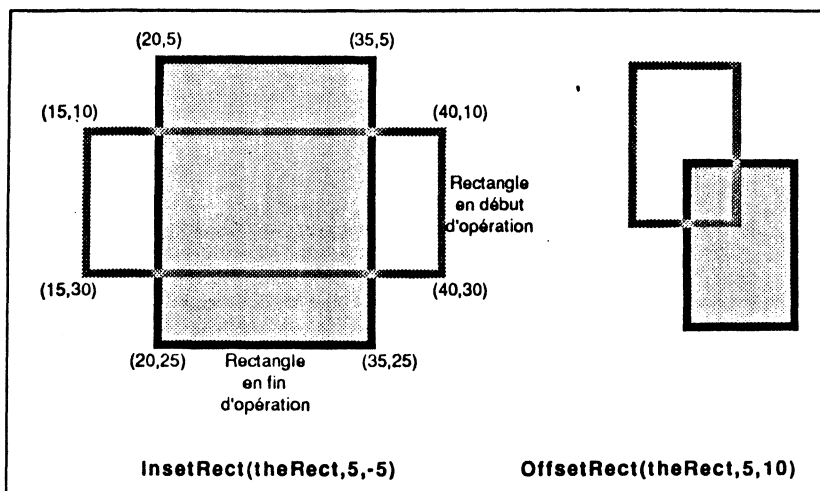 (20,5) (35,5)
(15,10) (40,10)
Rectangle
en début
d'opération
(15,30) (40,30)
(20,25) (35,25)
Rectangle
en fin
d'opération
InsetRect(theRect,5,-5)
OffsetRect(theRect,5,10)